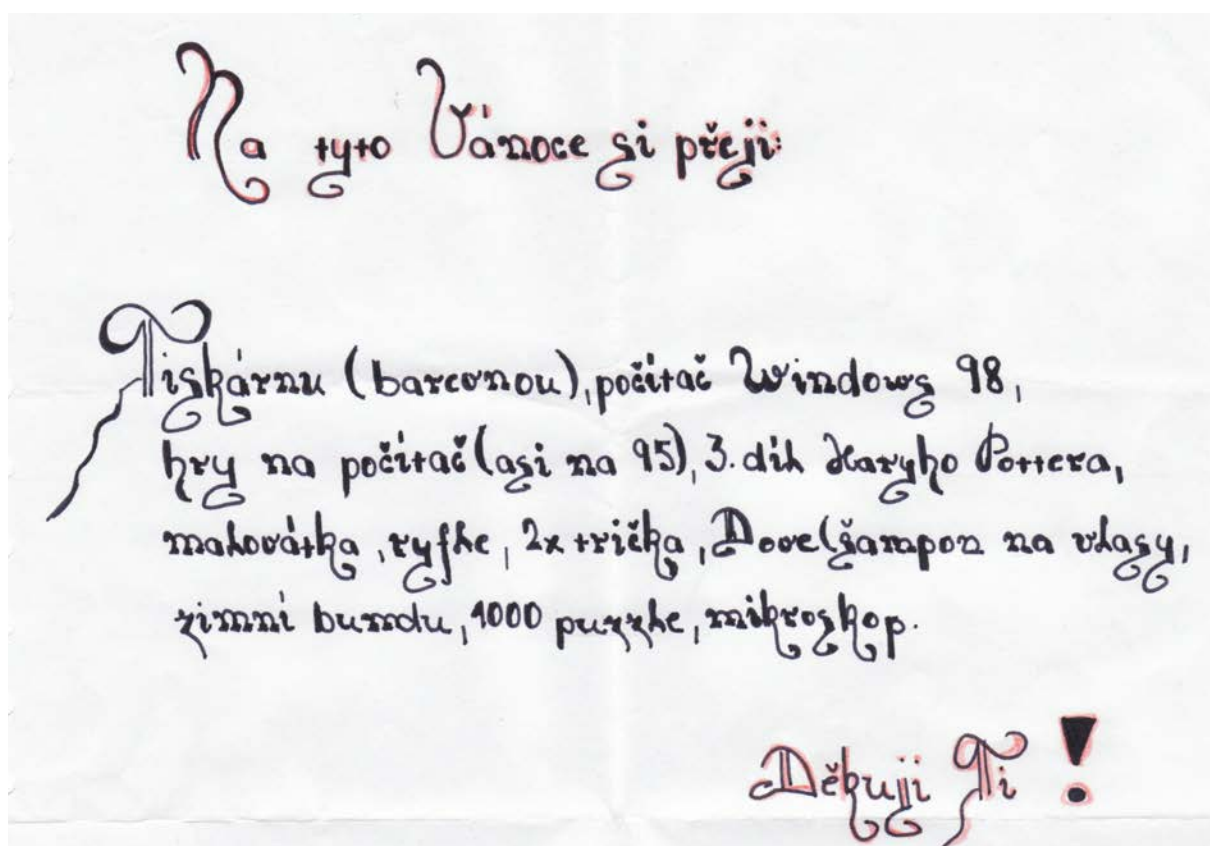 Na tyto Vánoce si přeji:
Tiskárnu (barevnou), počítač Windows 98,
hry na počítač (asi na 95), 3. díl Haryho Pottera,
malovátka, ryfle, 2x trička, Dove (šampon na vlasy,
zimní bundu, 1000 puzzle, mikroskop.
Děkuji Ti!